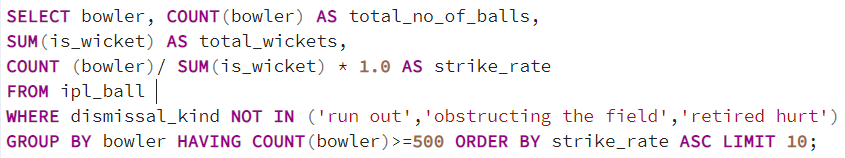 SELECT bowler, COUNT(bowler) AS total_no_of_balls,
SUM(is_wicket) AS total_wickets,
COUNT (bowler)/ SUM(is_wicket) * 1.0 AS strike_rate
FROM ipl_ball
WHERE dismissal_kind NOT IN ('run out','obstructing the field','retired hurt')
GROUP BY bowler HAVING COUNT(bowler)>=500 ORDER BY strike_rate ASC LIMIT 10;